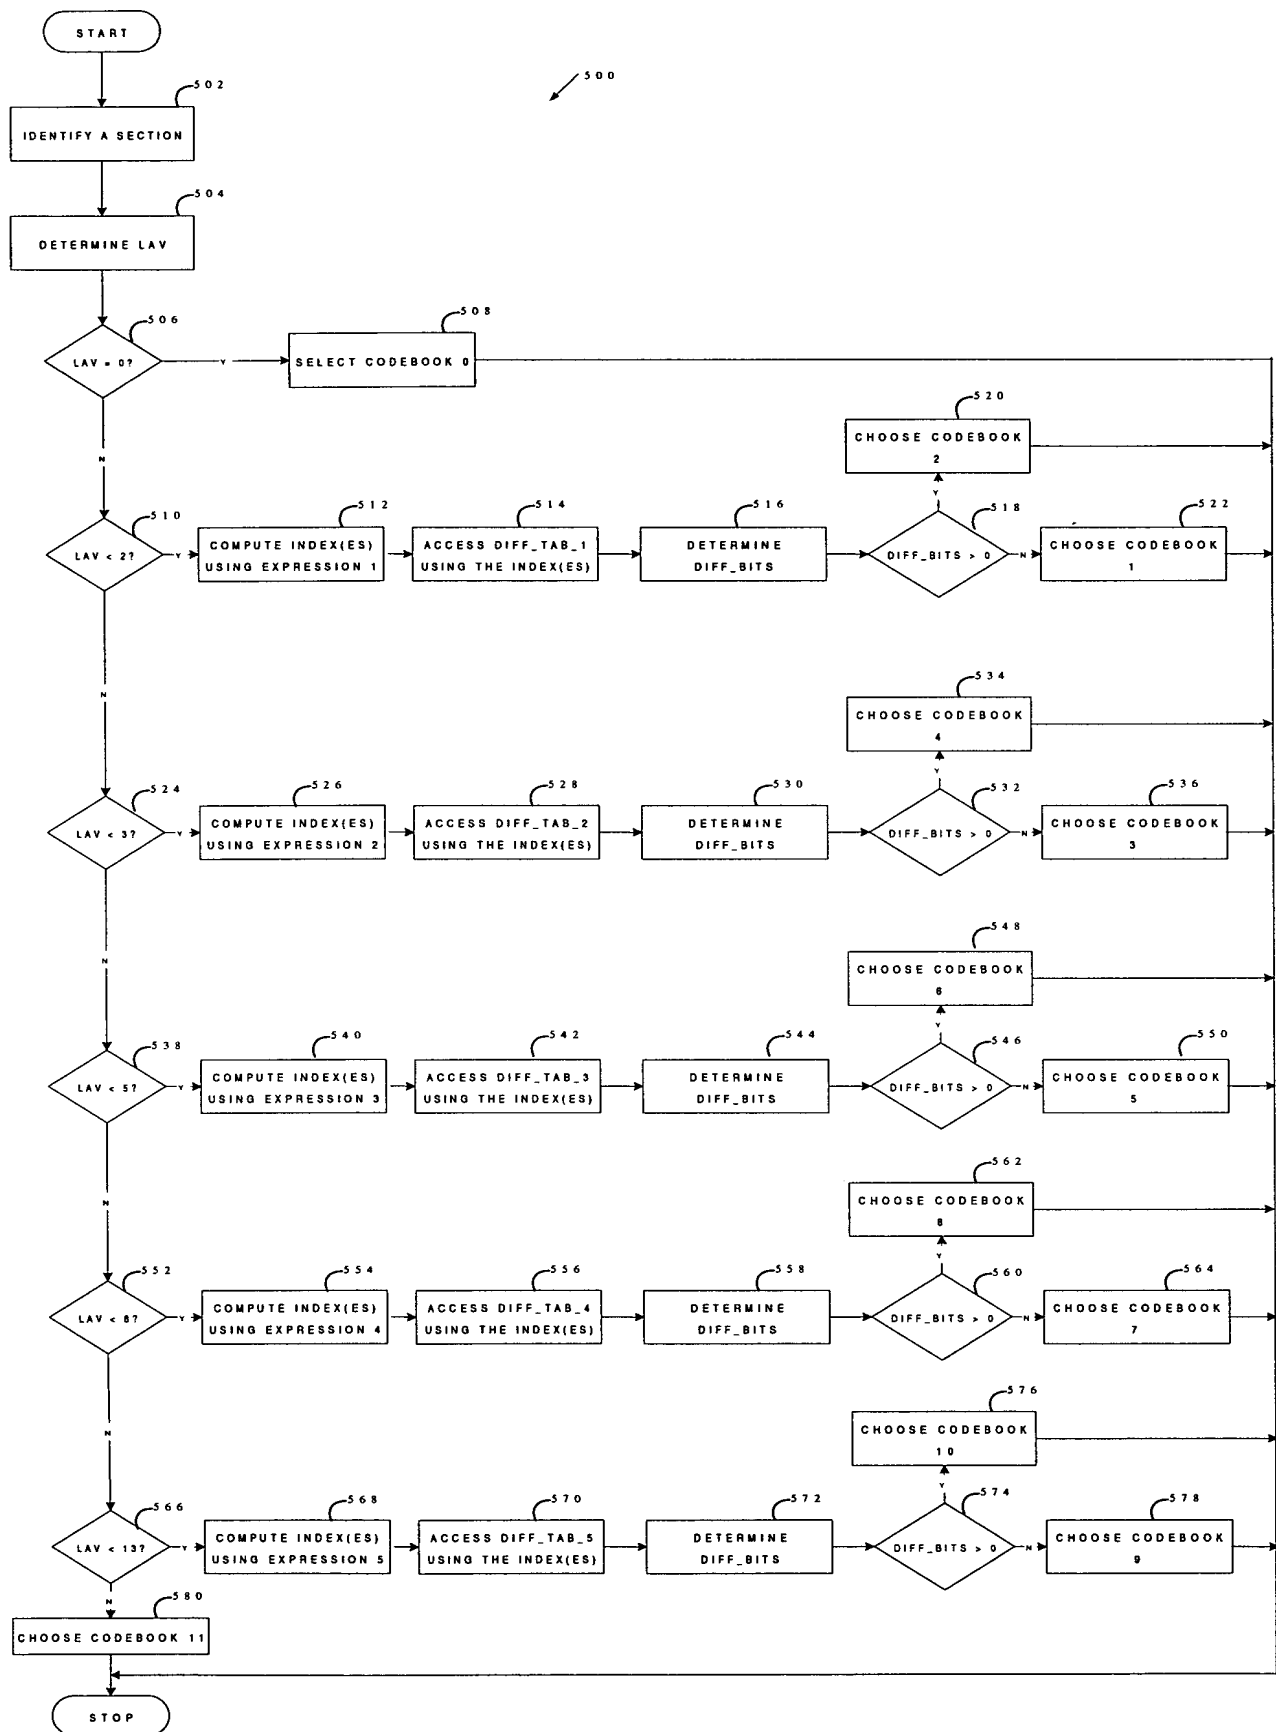 START
500
502
IDENTIFY A SECTION
504
DETERMINE LAV
506
LAV = 0?
Y
508
SELECT CODEBOOK 0
N
520
CHOOSE CODEBOOK
2
Y
510
LAV < 2?
Y
512
COMPUTE INDEX(ES)
USING EXPRESSION 1
514
ACCESS DIFF_TAB_1
USING THE INDEX(ES)
516
DETERMINE
DIFF_BITS
518
DIFF_BITS > 0
N
522
CHOOSE CODEBOOK
1
N
534
CHOOSE CODEBOOK
4
Y
524
LAV < 3?
Y
526
COMPUTE INDEX(ES)
USING EXPRESSION 2
528
ACCESS DIFF_TAB_2
USING THE INDEX(ES)
530
DETERMINE
DIFF_BITS
532
DIFF_BITS > 0
N
536
CHOOSE CODEBOOK
3
N
548
CHOOSE CODEBOOK
6
Y
538
LAV < 5?
Y
540
COMPUTE INDEX(ES)
USING EXPRESSION 3
542
ACCESS DIFF_TAB_3
USING THE INDEX(ES)
544
DETERMINE
DIFF_BITS
546
DIFF_BITS > 0
N
550
CHOOSE CODEBOOK
5
N
562
CHOOSE CODEBOOK
8
Y
552
LAV < 8?
Y
554
COMPUTE INDEX(ES)
USING EXPRESSION 4
556
ACCESS DIFF_TAB_4
USING THE INDEX(ES)
558
DETERMINE
DIFF_BITS
560
DIFF_BITS > 0
N
564
CHOOSE CODEBOOK
7
N
576
CHOOSE CODEBOOK
10
Y
566
LAV < 13?
Y
568
COMPUTE INDEX(ES)
USING EXPRESSION 5
570
ACCESS DIFF_TAB_5
USING THE INDEX(ES)
572
DETERMINE
DIFF_BITS
574
DIFF_BITS > 0
N
578
CHOOSE CODEBOOK
9
N
580
CHOOSE CODEBOOK 11
STOP